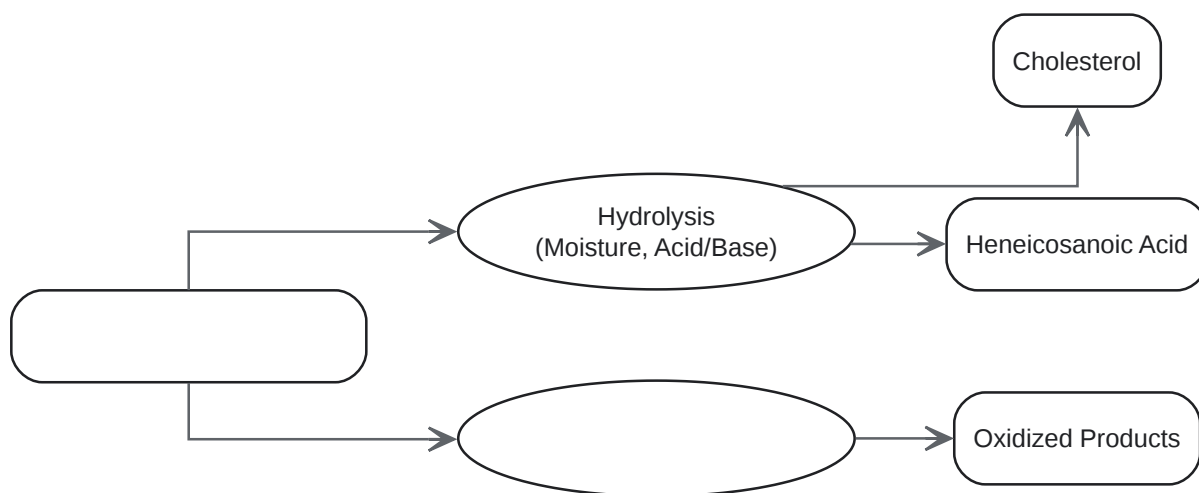 Cholesterol
Hydrolysis
(Moisture, Acid/Base)
Heneicosanoic Acid
Oxidized Products